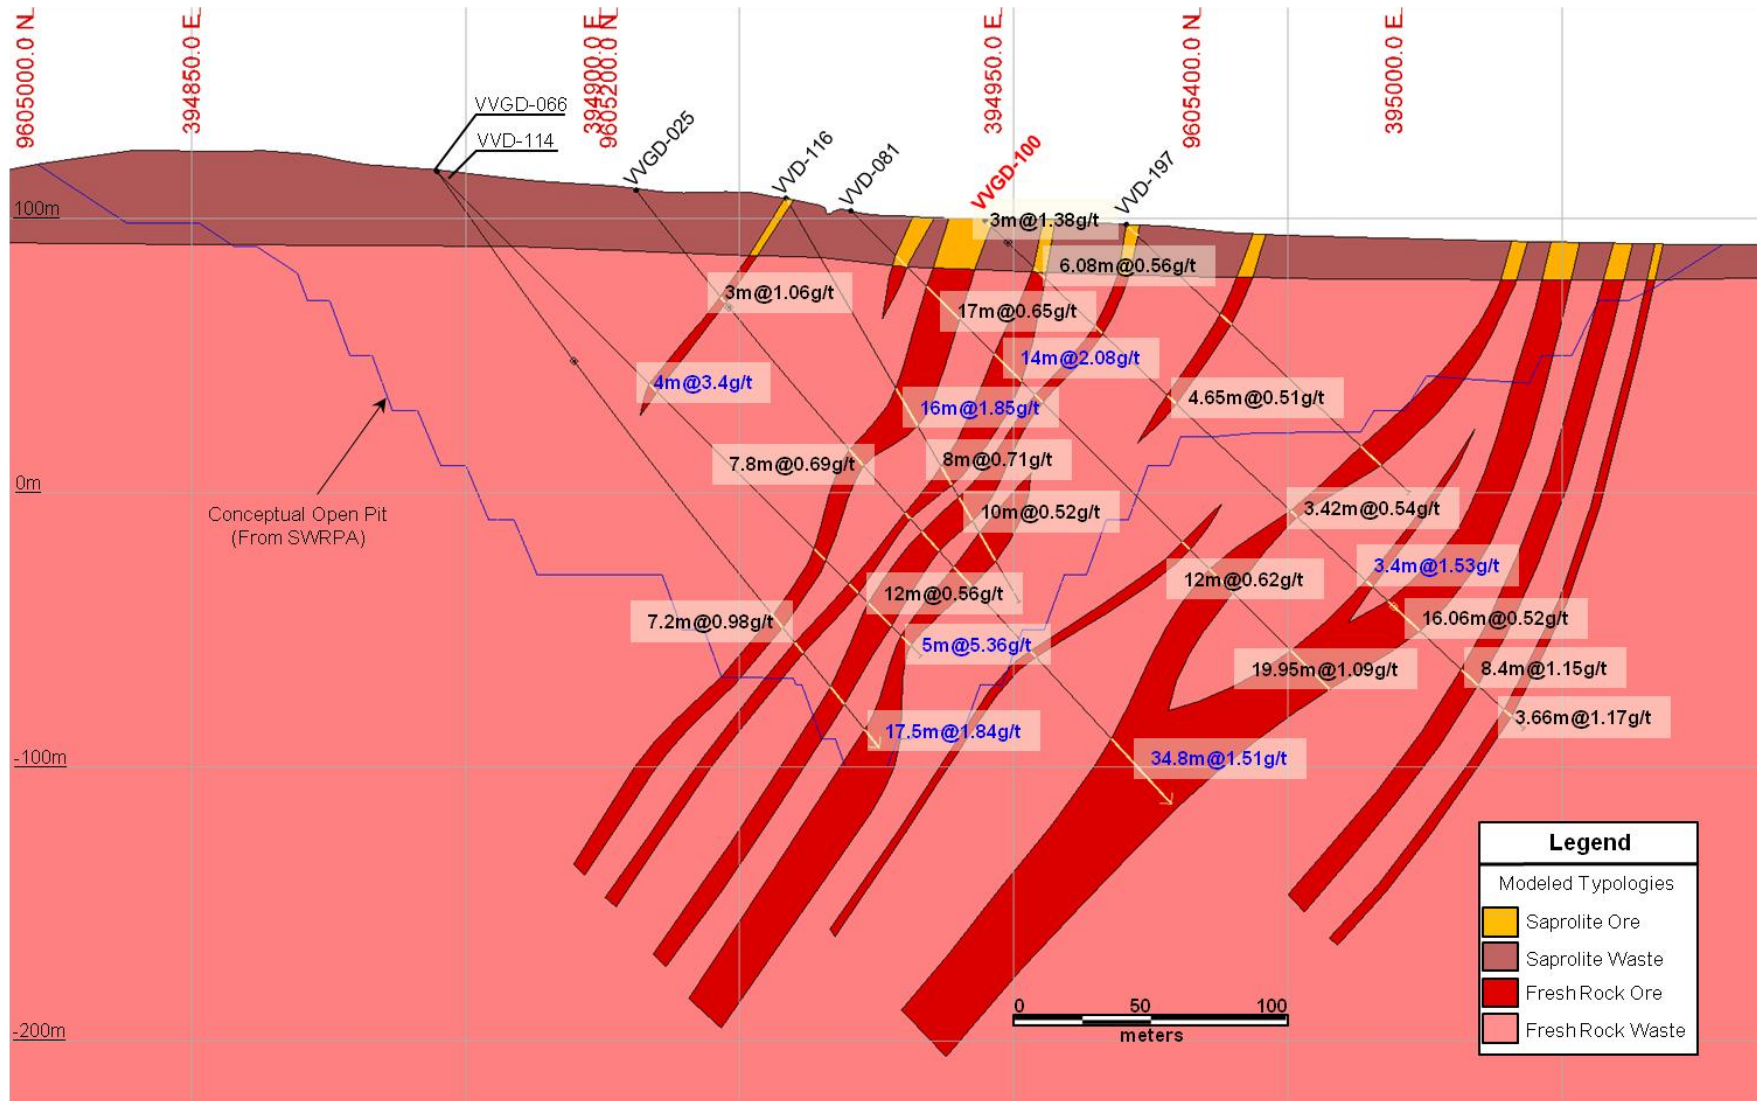 9605000.0 N
394850.0 E
394900.0 E
9605200.0 N
394950.0 E
9605400.0 N
395000.0 E
VVGD-066
VVD-114
VVGD-025
VVD-116
VVD-081
VVGD-100
VVD-197
100m
3m@1.38g/t
6.08m@0.56g/t
3m@1.06g/t
17m@0.65g/t
14m@2.08g/t
4m@3.4g/t
4.65m@0.51g/t
16m@1.85g/t
7.8m@0.69g/t
8m@0.71g/t
0m
Conceptual Open Pit
(From SWRPA)
10m@0.52g/t
3.42m@0.54g/t
3.4m@1.53g/t
12m@0.62g/t
12m@0.56g/t
7.2m@0.98g/t
16.06m@0.52g/t
5m@5.36g/t
19.95m@1.09g/t
8.4m@1.15g/t
3.66m@1.17g/t
17.5m@1.84g/t
34.8m@1.51g/t
-100m
Legend
Modeled Typologies
Saprolite Ore
Saprolite Waste
Fresh Rock Ore
Fresh Rock Waste
0 50 100
meters
-200m